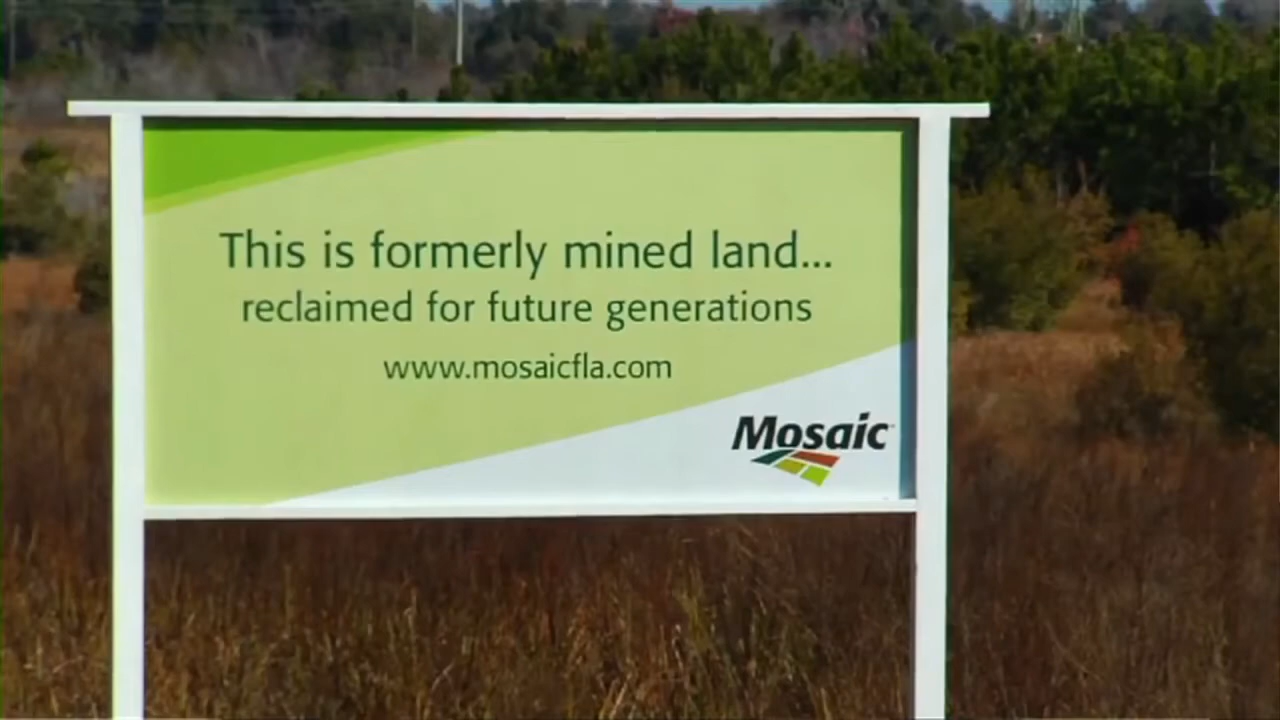 This is formerly mined land...
reclaimed for future generations
www.mosaicfla.com
Mosaic